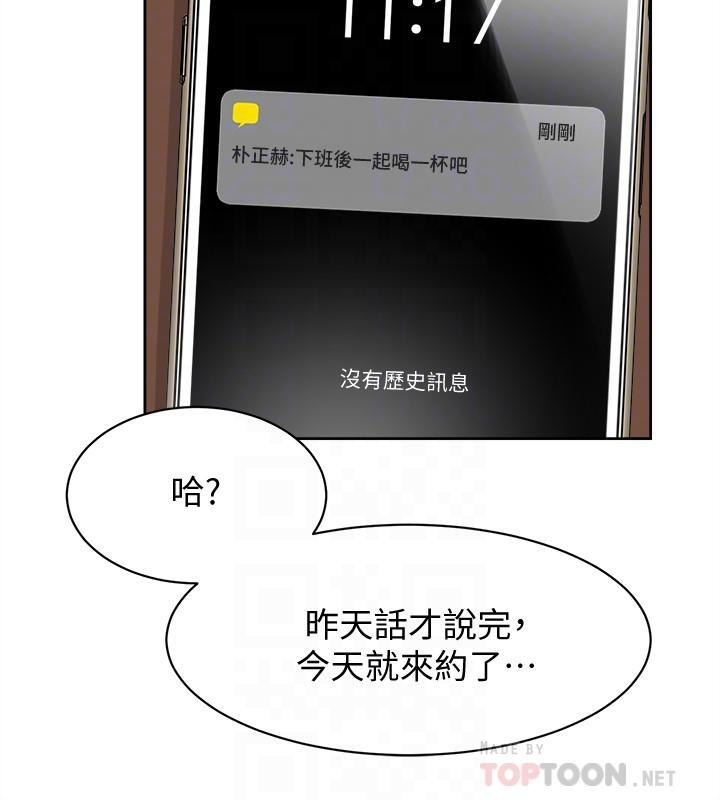 11:17
剛剛
朴正赫:下班後一起喝一杯吧
沒有歷史訊息
哈?
昨天話才說完,
今天就來約了…
MADE BY
TOPTOON.NET